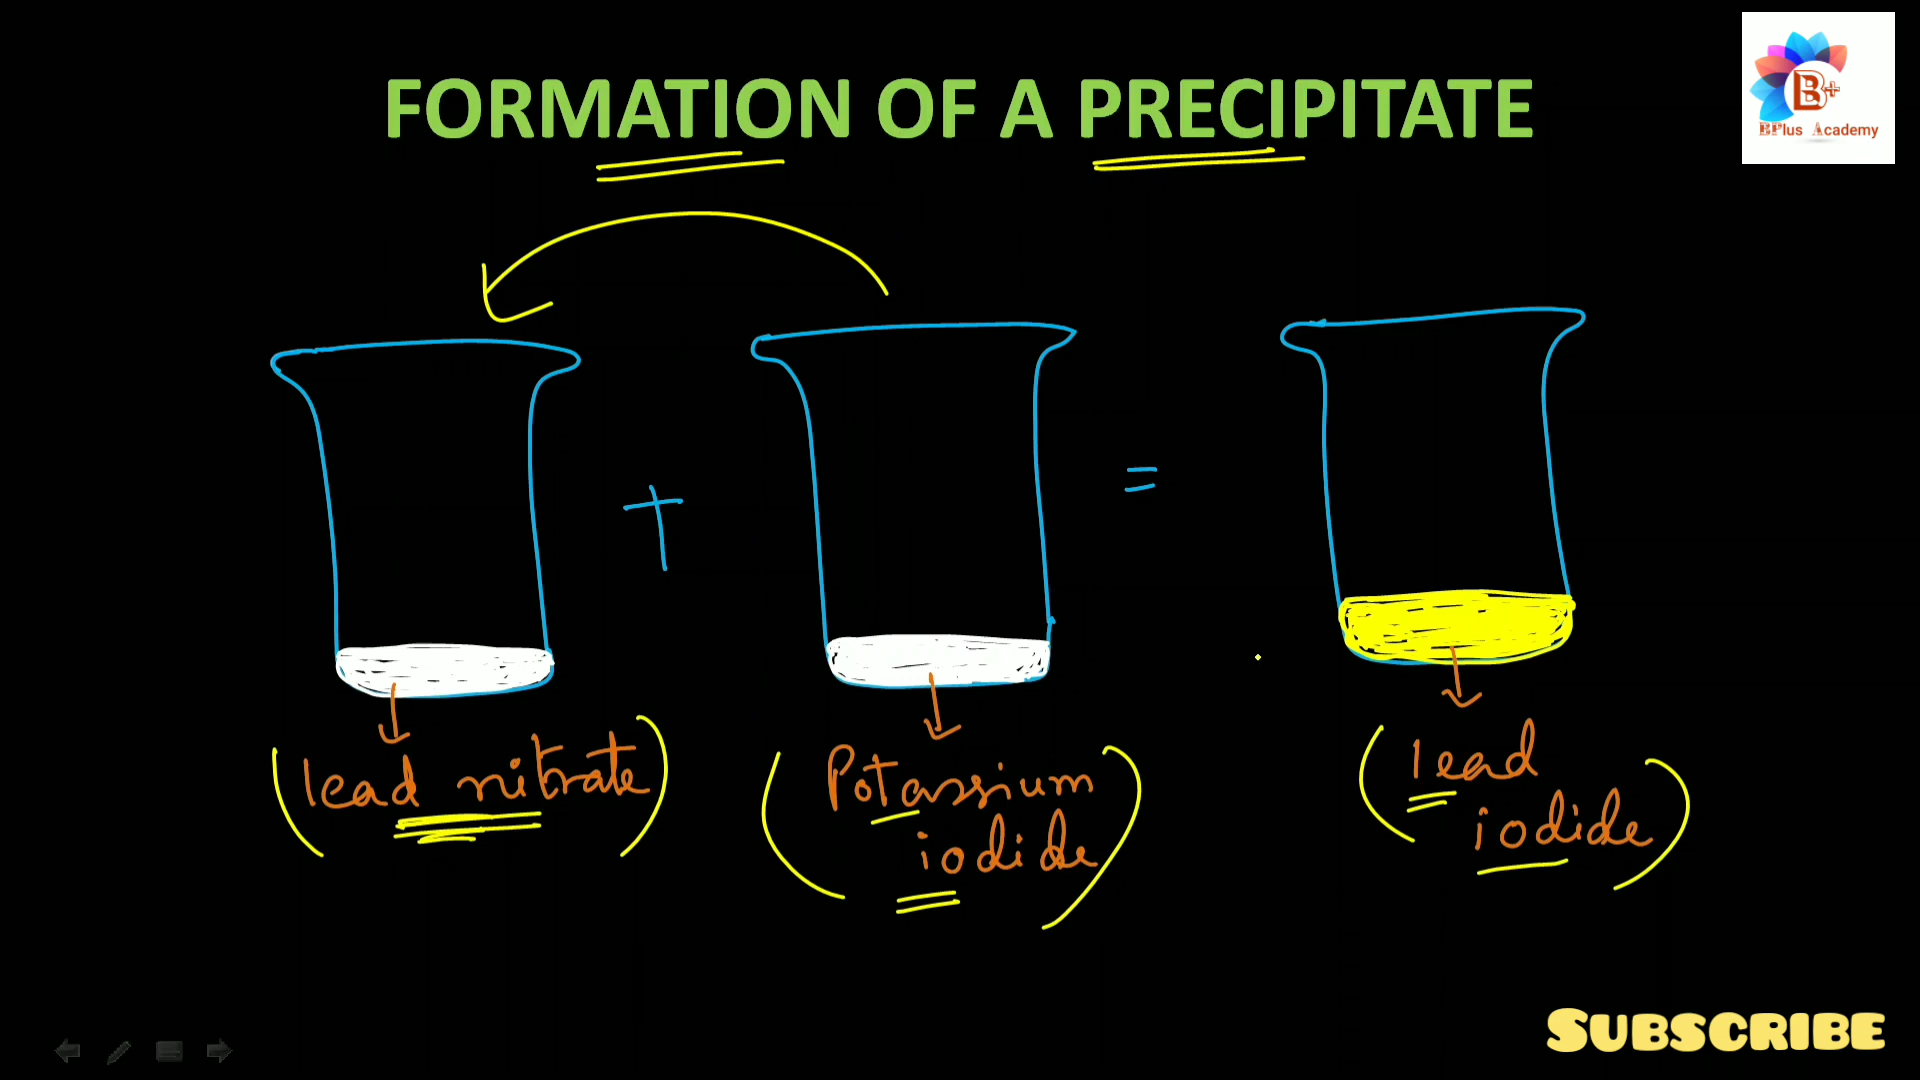 FORMATION OF A PRECIPITATE
B+
BPlus Academy
+
=
(lead nitrate)
(Potassium
iodide)
(lead
iodide)
SUBSCRIBE